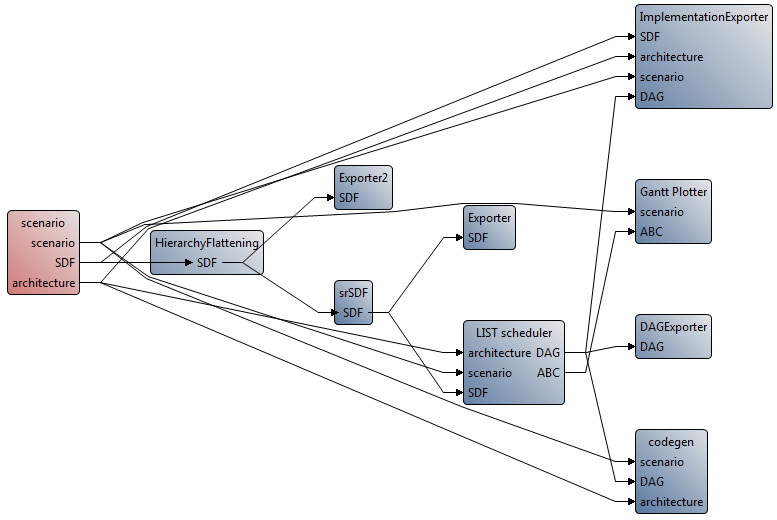 ImplementationExporter
SDF
architecture
scenario
DAG
Exporter2
SDF
Gantt Plotter
scenario
ABC
scenario
scenario
SDF
architecture
HierarchyFlattening
SDF
Exporter
SDF
srSDF
SDF
LIST scheduler
architecture DAG
scenario ABC
SDF
DAGExporter
DAG
codegen
scenario
DAG
architecture